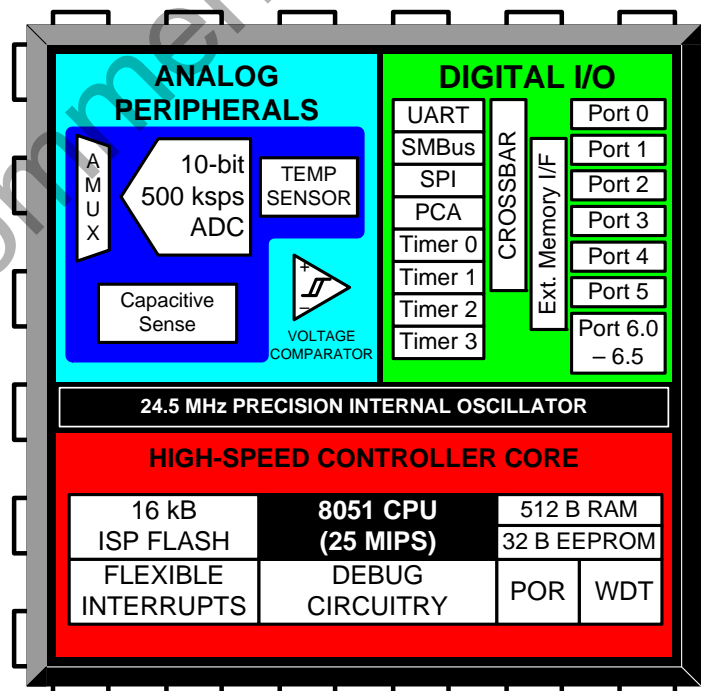 ANALOG
PERIPHERALS
A
M
U
X
10-bit
500 ksps
ADC
TEMP
SENSOR
Capacitive
Sense
+
–
VOLTAGE
COMPARATOR
DIGITAL I/O
UART
SMBus
SPI
PCA
Timer 0
Timer 1
Timer 2
Timer 3
CROSSBAR
Ext. Memory I/F
Port 0
Port 1
Port 2
Port 3
Port 4
Port 5
Port 6.0
– 6.5
24.5 MHz PRECISION INTERNAL OSCILLATOR
HIGH-SPEED CONTROLLER CORE
16 kB
ISP FLASH
8051 CPU
(25 MIPS)
512 B RAM
32 B EEPROM
FLEXIBLE
INTERRUPTS
DEBUG
CIRCUITRY
POR
WDT